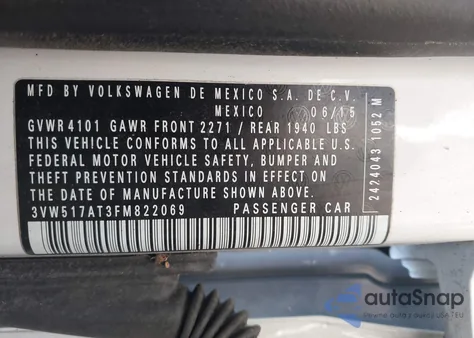 MFD BY VOLKSWAGEN DE MEXICO S.A. DE C.V.
MEXICO 06/15
GVWR 4101 GAWR FRONT 2271 / REAR 1940 LBS
THIS VEHICLE CONFORMS TO ALL APPLICABLE U.S.
FEDERAL MOTOR VEHICLE SAFETY, BUMPER AND
THEFT PREVENTION STANDARDS IN EFFECT ON
THE DATE OF MANUFACTURE SHOWN ABOVE.
3VW517AT3FM822069 PASSENGER CAR
2424043 1052 M
autoSnap